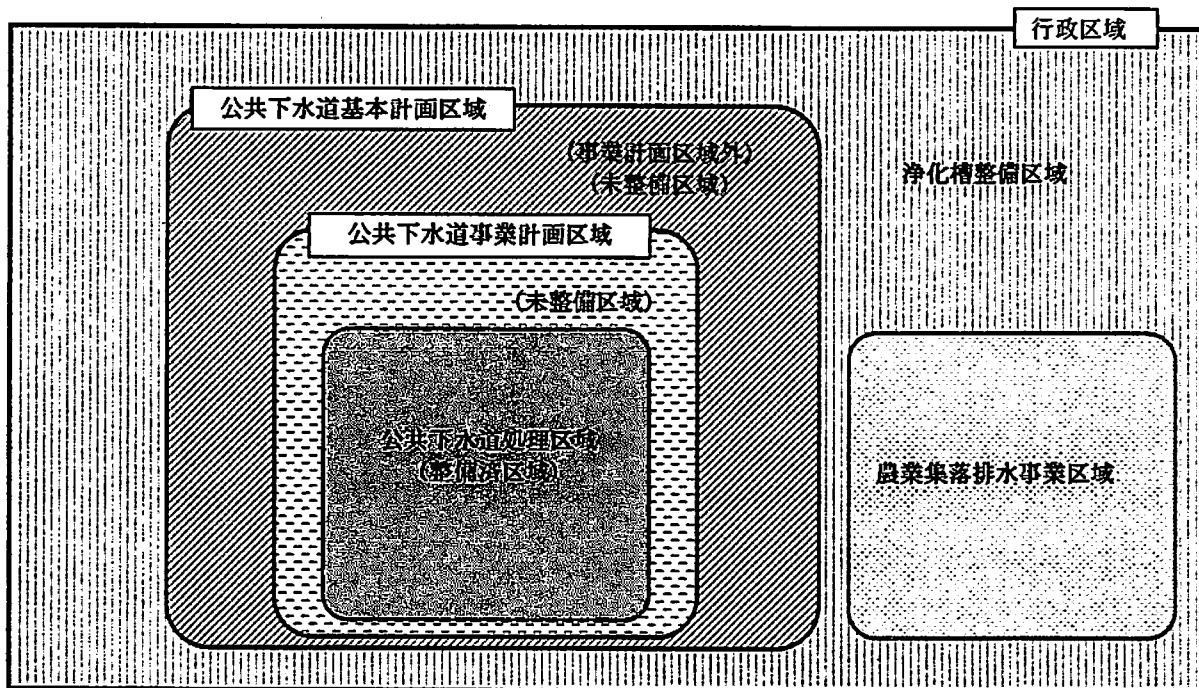 行政区域
公共下水道基本計画区域
(事業計画区域外)
(未整備区域)
浄化槽整備区域
公共下水道事業計画区域
(未整備区域)
公共下水道処理区域
(整備済区域)
農業集落排水事業区域